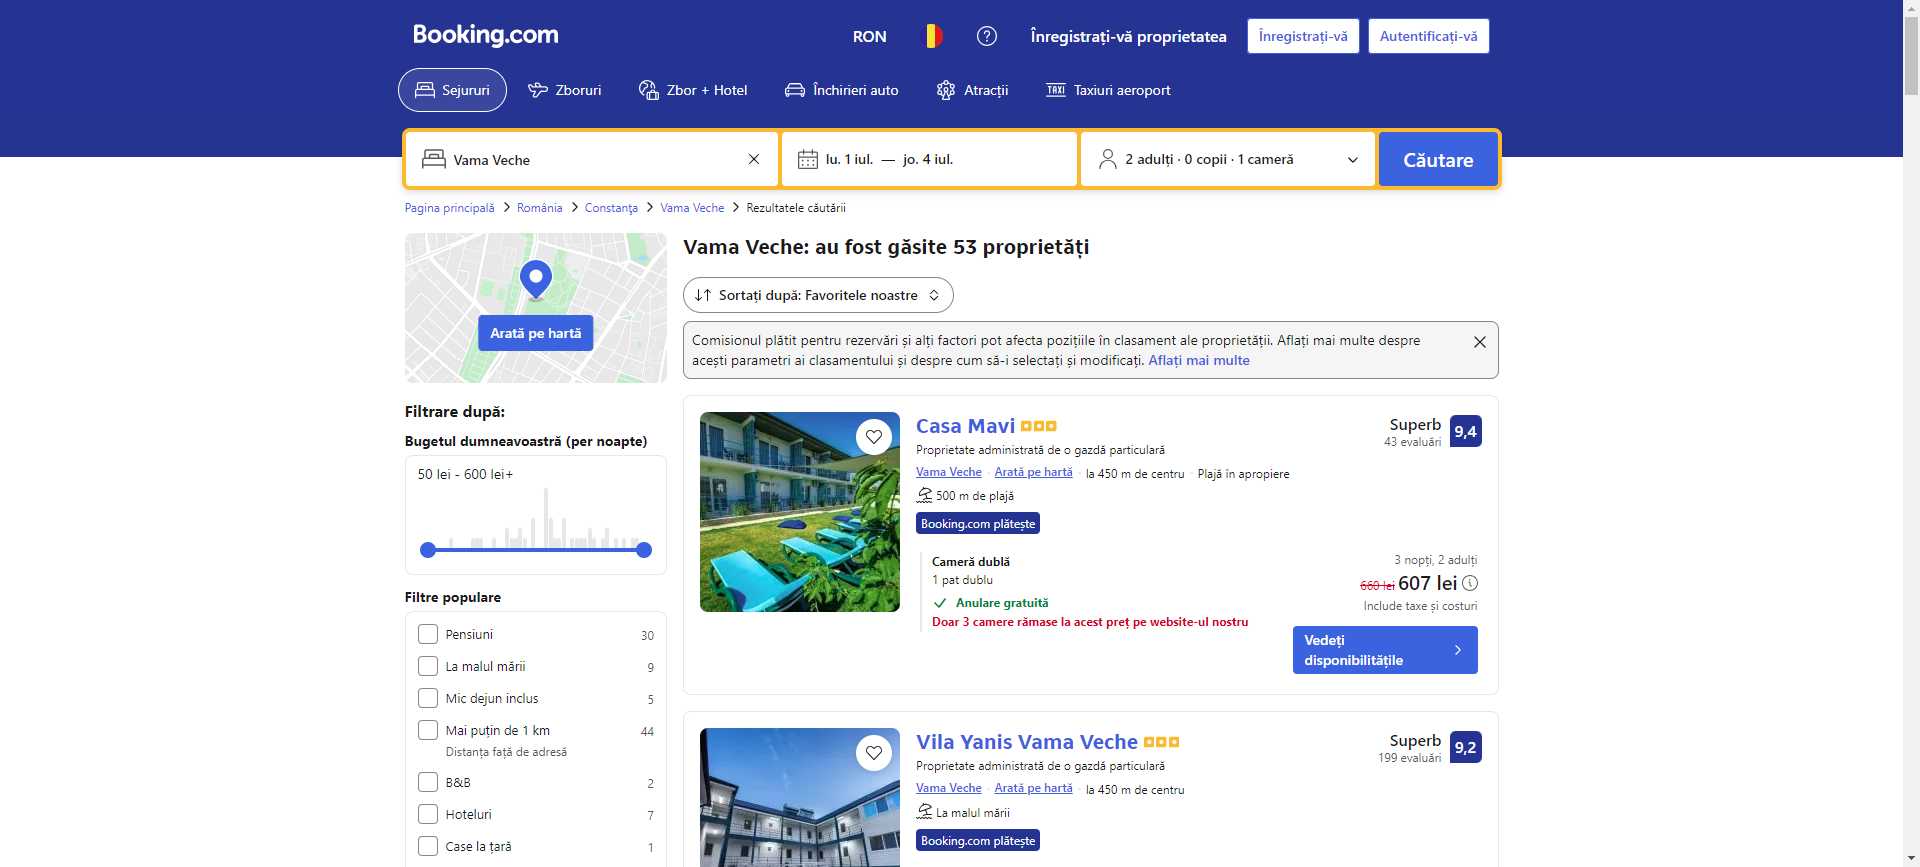 Booking.com
RON
Înregistrați-vă proprietatea
Înregistrați-vă
Autentificați-vă
Sejururi
Zboruri
Zbor + Hotel
Închirieri auto
Atracții
TAXI
Taxiuri aeroport
Vama Veche
lu. 1 iul. — jo. 4 iul.
2 adulți · 0 copii · 1 cameră
Căutare
Pagina principală > România > Constanţa > Vama Veche > Rezultatele căutării
Arată pe hartă
Vama Veche: au fost găsite 53 proprietăți
Sortați după: Favoritele noastre
Comisionul plătit pentru rezervări și alți factori pot afecta pozițiile în clasament ale proprietății. Aflați mai multe despre
acești parametri ai clasamentului și despre cum să-i selectați și modificați. Aflați mai multe
Filtrare după:
Bugetul dumneavoastră (per noapte)
50 lei - 600 lei+
Filtre populare
Pensiuni 30
La malul mării 9
Mic dejun inclus 5
Mai puțin de 1 km 44
Distanța față de adresă
B&B 2
Hoteluri 7
Case la țară 1
Casa Mavi
Proprietate administrată de o gazdă particulară
Vama Veche · Arată pe hartă · la 450 m de centru · Plajă în apropiere
500 m de plajă
Booking.com plătește
Superb
43 evaluări
9,4
Cameră dublă
1 pat dublu
Anulare gratuită
Doar 3 camere rămase la acest preț pe website-ul nostru
3 nopți, 2 adulți
660 lei 607 lei
Include taxe și costuri
Vedeți
disponibilitățile
Vila Yanis Vama Veche
Proprietate administrată de o gazdă particulară
Vama Veche · Arată pe hartă · la 450 m de centru
La malul mării
Booking.com plătește
Superb
199 evaluări
9,2